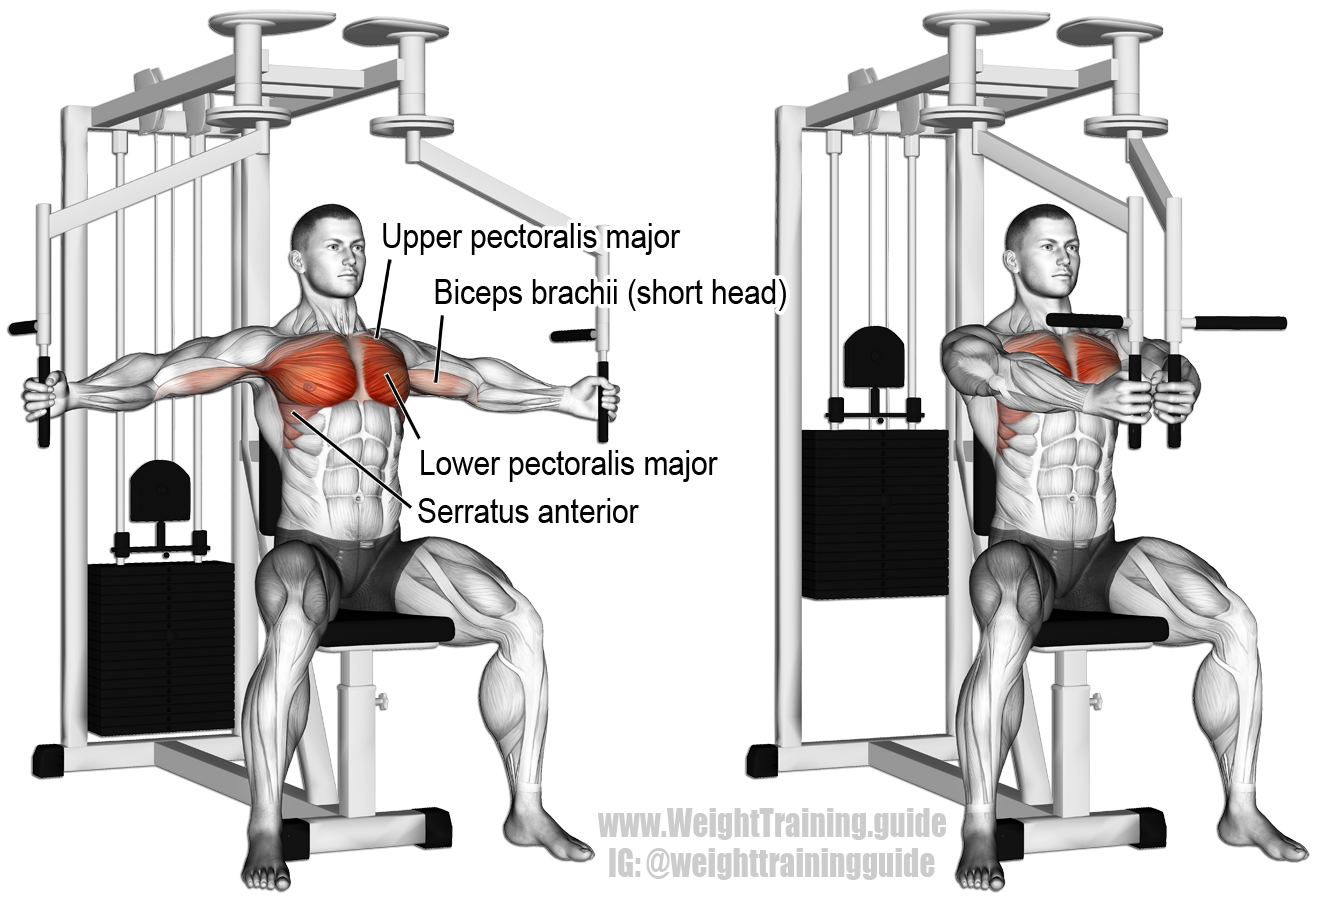 Upper pectoralis major
Biceps brachii (short head)
Lower pectoralis major
Serratus anterior
www.WeightTraining.guide
IG: @weighttrainingguide